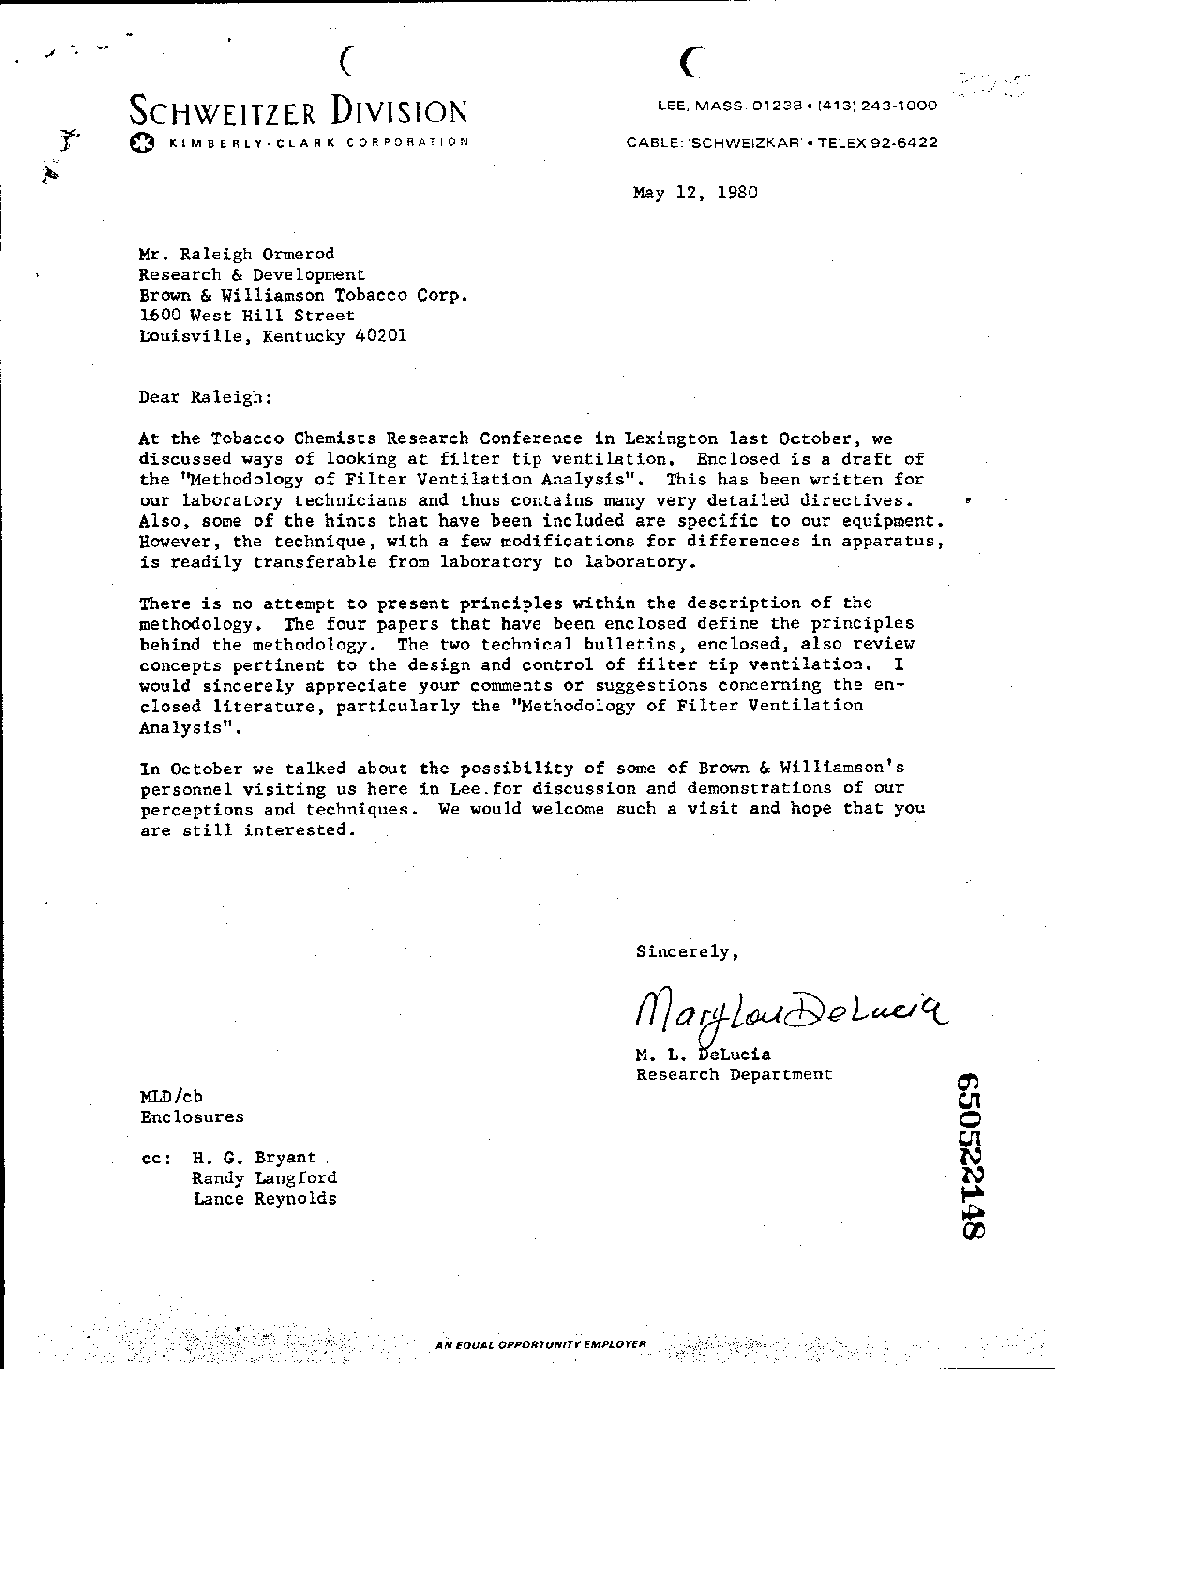 SCHWEITZER DIVISION
KIMBERLY-CLARK CORPORATION
LEE, MASS. 01238 • (413) 243-1000
CABLE: 'SCHWEIZKAR' • TELEX 92-6422
May 12, 1980
Mr. Raleigh Ormerod
Research & Development
Brown & Williamson Tobacco Corp.
1600 West Hill Street
Louisville, Kentucky 40201
Dear Raleigh:
At the Tobacco Chemists Research Conference in Lexington last October, we
discussed ways of looking at filter tip ventilation. Enclosed is a draft of
the "Methodology of Filter Ventilation Analysis". This has been written for
our laboratory technicians and thus contains many very detailed directives.
Also, some of the hints that have been included are specific to our equipment.
However, the technique, with a few modifications for differences in apparatus,
is readily transferable from laboratory to laboratory.
There is no attempt to present principles within the description of the
methodology. The four papers that have been enclosed define the principles
behind the methodology. The two technical bulletins, enclosed, also review
concepts pertinent to the design and control of filter tip ventilation. I
would sincerely appreciate your comments or suggestions concerning the en-
closed literature, particularly the "Methodology of Filter Ventilation
Analysis".
In October we talked about the possibility of some of Brown & Williamson's
personnel visiting us here in Lee.for discussion and demonstrations of our
perceptions and techniques. We would welcome such a visit and hope that you
are still interested.
Sincerely,
Mary Lou DeLucia
M. L. DeLucia
Research Department
MLD/cb
Enclosures
cc: H. G. Bryant
Randy Langford
Lance Reynolds
650522148
AN EQUAL OPPORTUNITY EMPLOYER